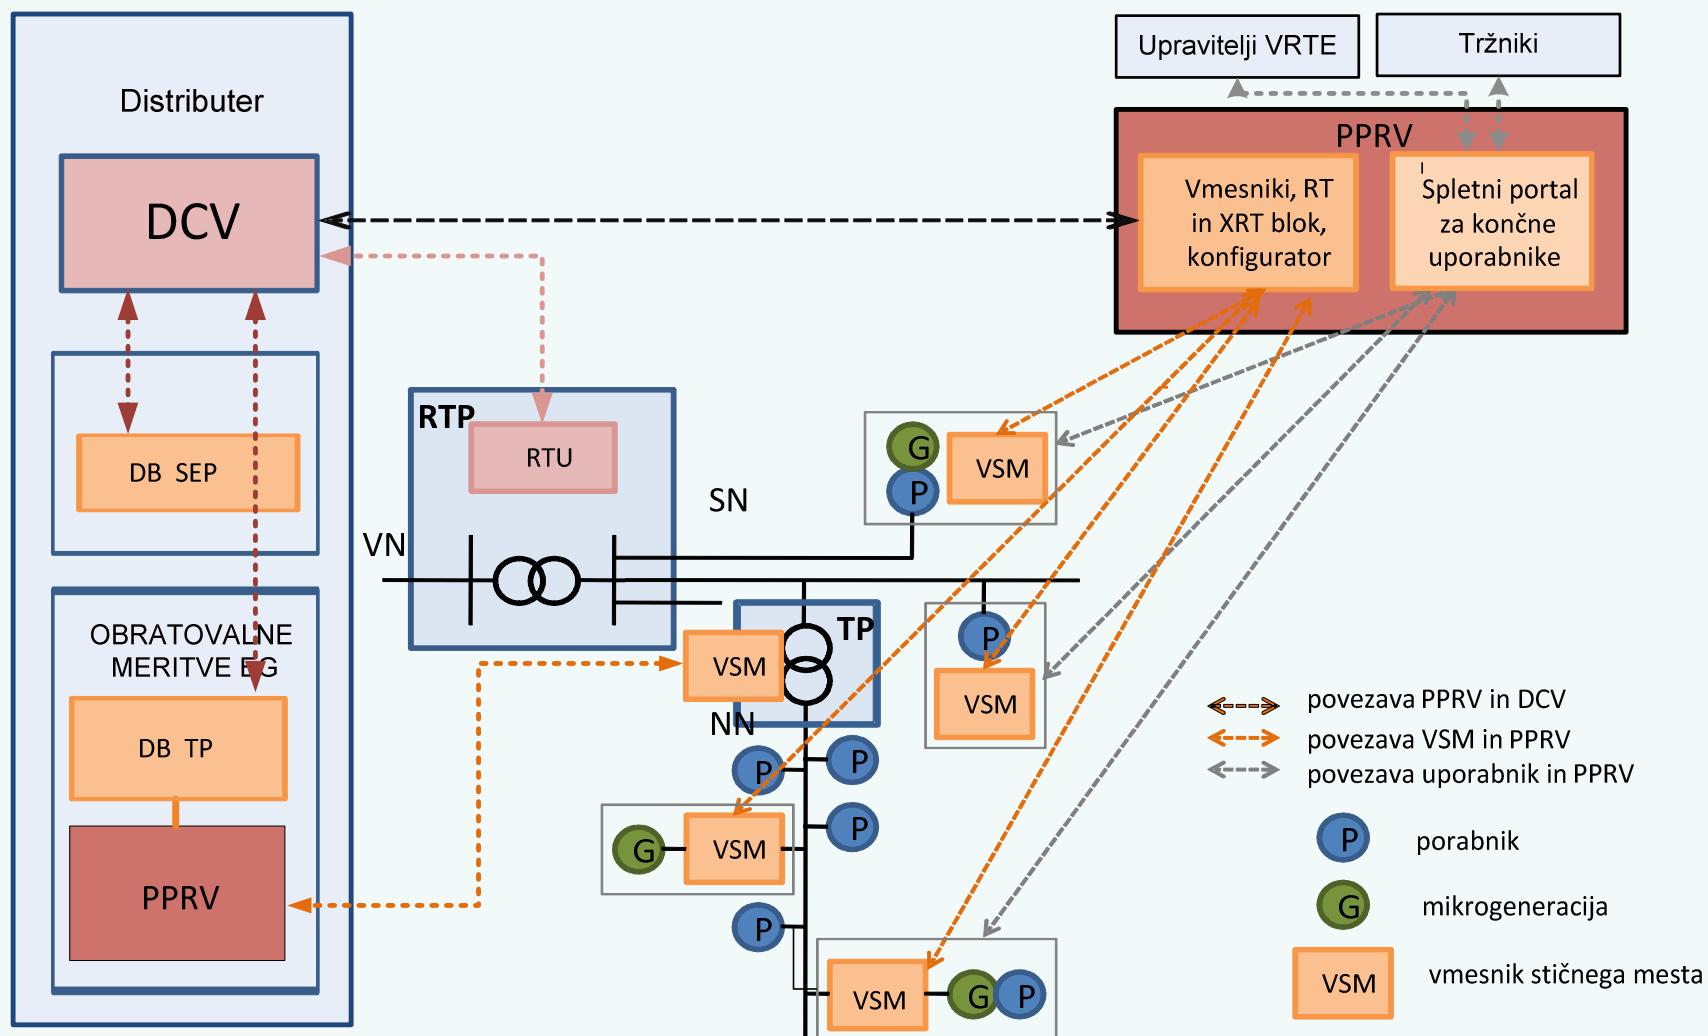 Distributer
DCV
DB SEP
OBRATOVALNE
MERITVE EG
DB TP
PPRV
Upravitelji VRTE
Tržniki
PPRV
Vmesniki, RT
in XRT blok,
konfigurator
Spletni portal
za končne
uporabnike
RTP
RTU
VN
SN
G
P
VSM
TP
VSM
NN
P
VSM
P
P
P
G
VSM
P
VSM
G
P
povezava PPRV in DCV
povezava VSM in PPRV
povezava uporabnik in PPRV
P
porabnik
G
mikrogeneracija
VSM
vmesnik stičnega mesta